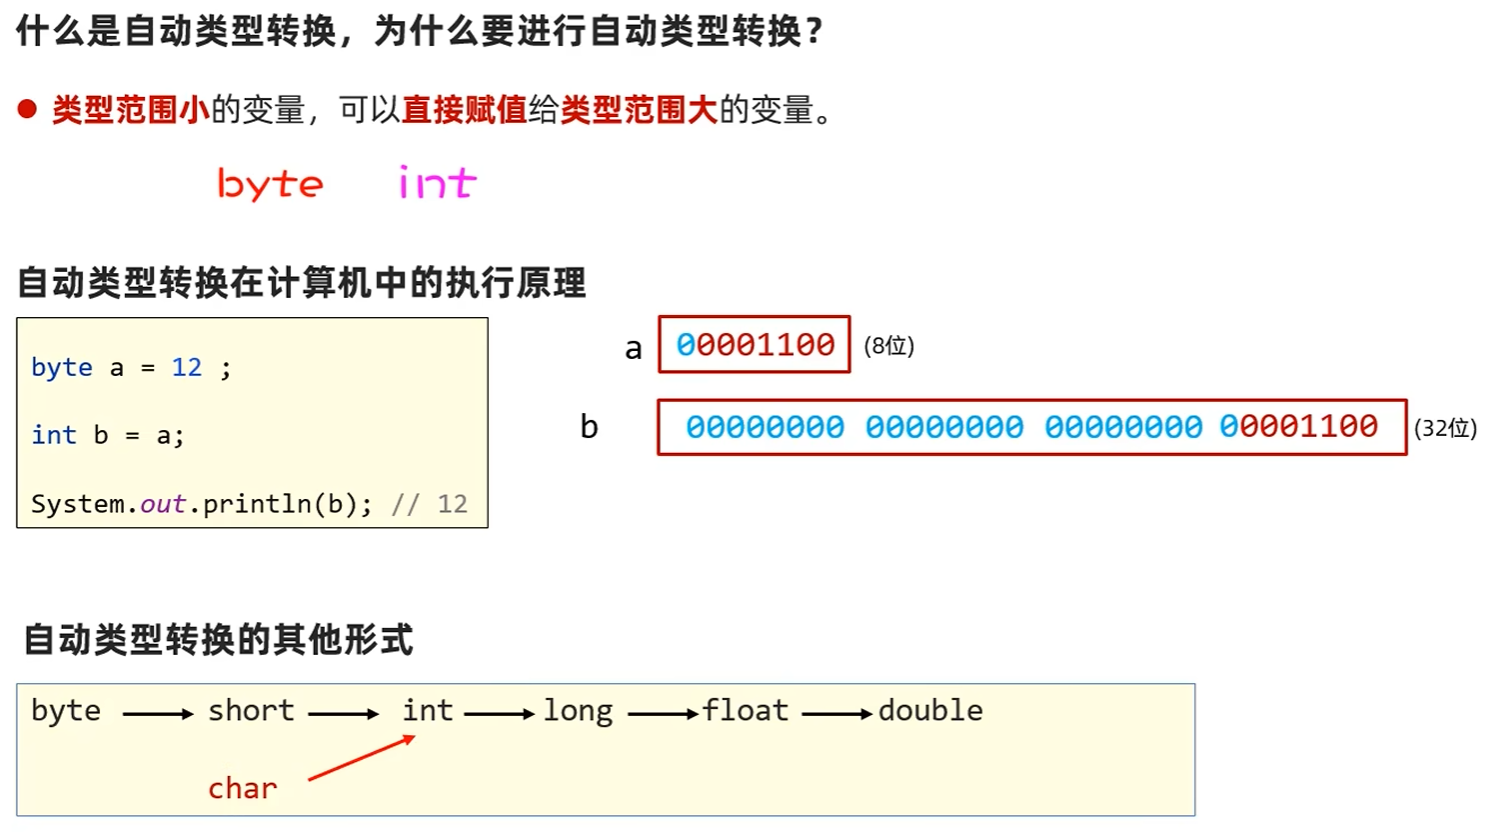 什么是自动类型转换，为什么要进行自动类型转换？
类型范围小的变量，可以直接赋值给类型范围大的变量。
byte int
自动类型转换在计算机中的执行原理
byte a = 12 ;
int b = a;
System.out.println(b); // 12
a 00001100 (8位)
b 00000000 00000000 00000000 00001100 (32位)
自动类型转换的其他形式
byte short int long float double
char